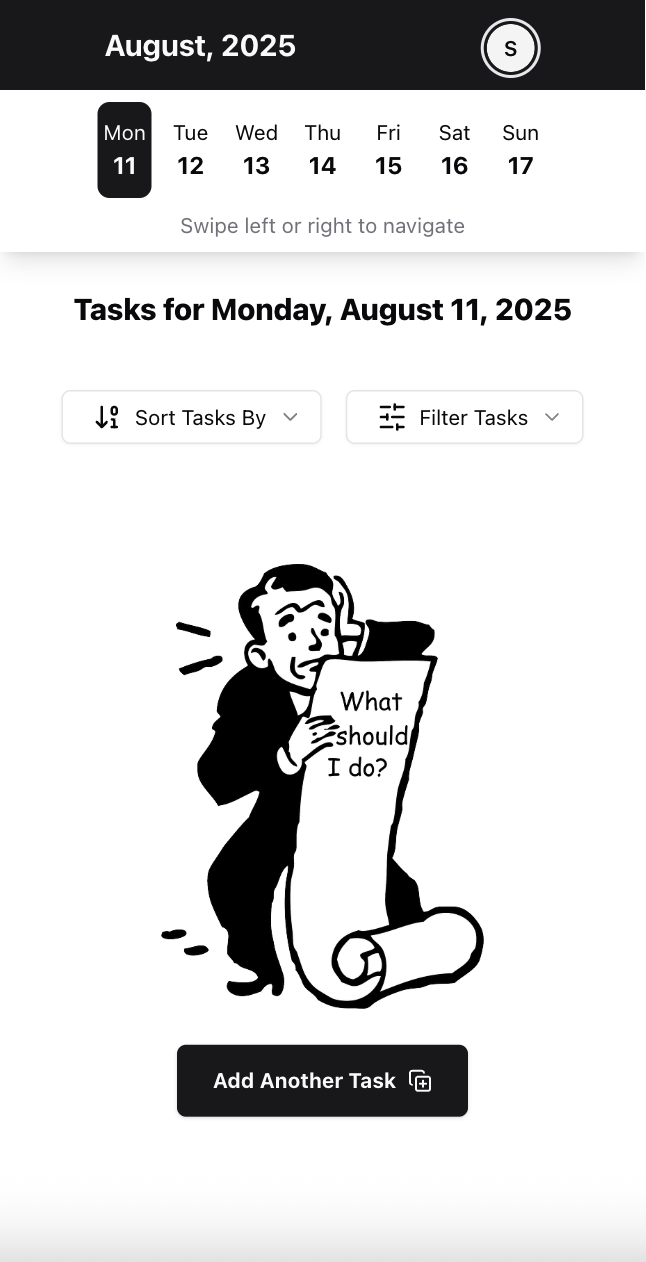 August, 2025
S
Mon Tue Wed Thu Fri Sat Sun
11 12 13 14 15 16 17
Swipe left or right to navigate
Tasks for Monday, August 11, 2025
Sort Tasks By
Filter Tasks
What
should
I do?
Add Another Task